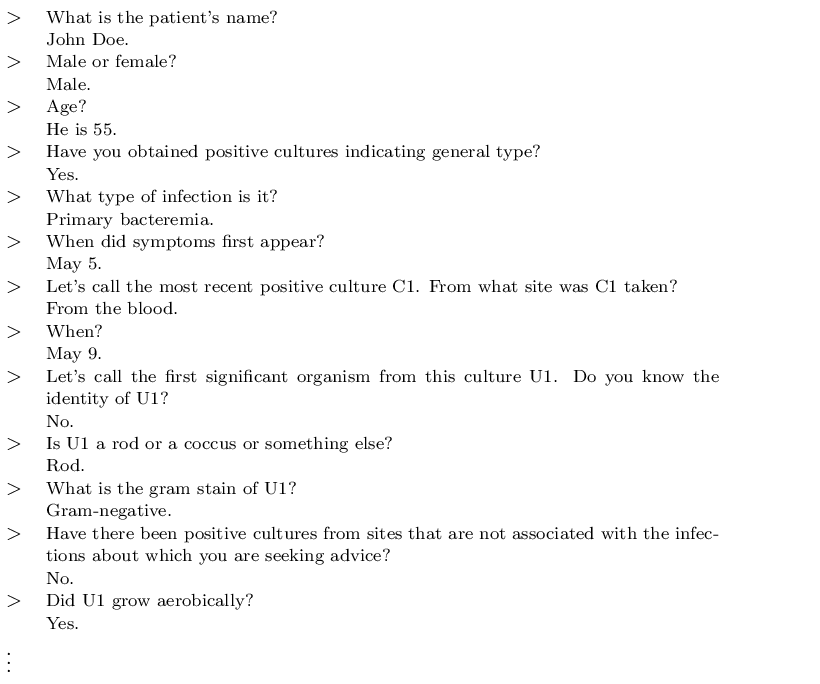 > What is the patient's name?
John Doe.
> Male or female?
Male.
> Age?
He is 55.
> Have you obtained positive cultures indicating general type?
Yes.
> What type of infection is it?
Primary bacteremia.
> When did symptoms first appear?
May 5.
> Let's call the most recent positive culture C1. From what site was C1 taken?
From the blood.
> When?
May 9.
> Let's call the first significant organism from this culture U1. Do you know the
identity of U1?
No.
> Is U1 a rod or a coccus or something else?
Rod.
> What is the gram stain of U1?
Gram-negative.
> Have there been positive cultures from sites that are not associated with the infec-
tions about which you are seeking advice?
No.
> Did U1 grow aerobically?
Yes.
⋮